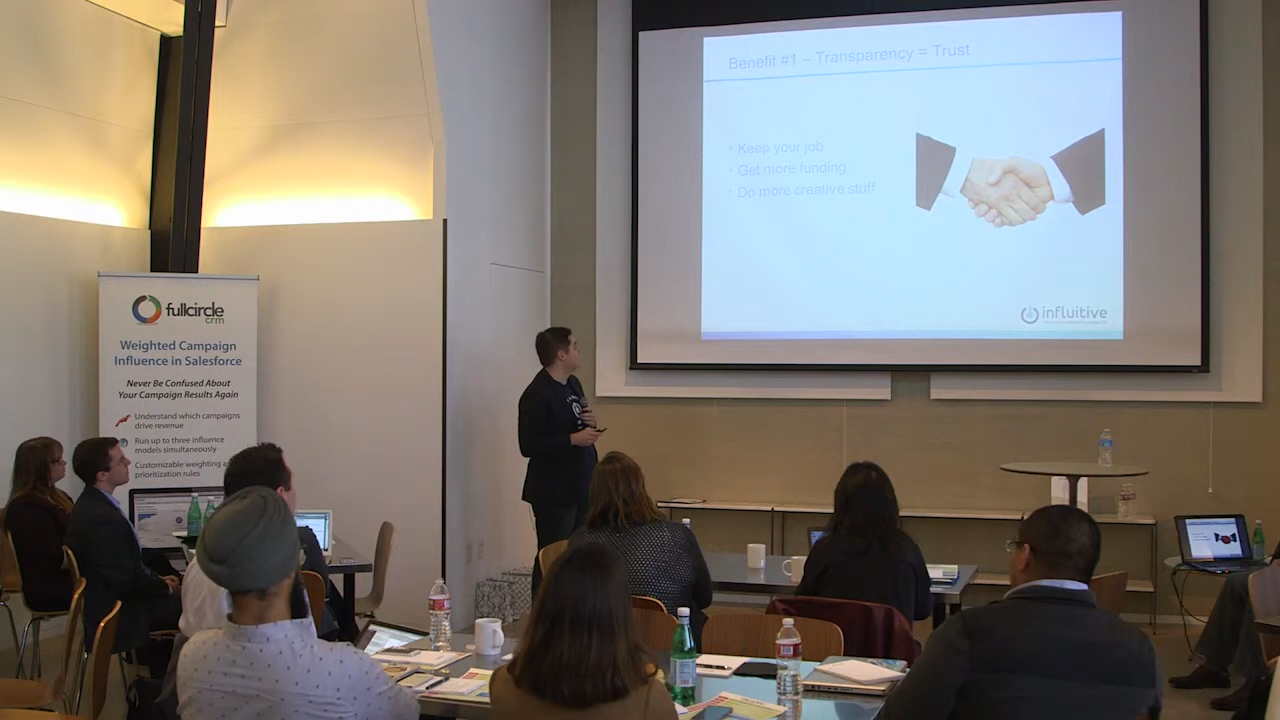 Benefit #1 – Transparency = Trust
• Keep your job
• Get more funding
• Do more creative stuff
influitive
fullcircle
crm
Weighted Campaign
Influence in Salesforce
Never Be Confused About
Your Campaign Results Again
Understand which campaigns
drive revenue
Run up to three influence
models simultaneously
Customizable weighting
prioritization rules